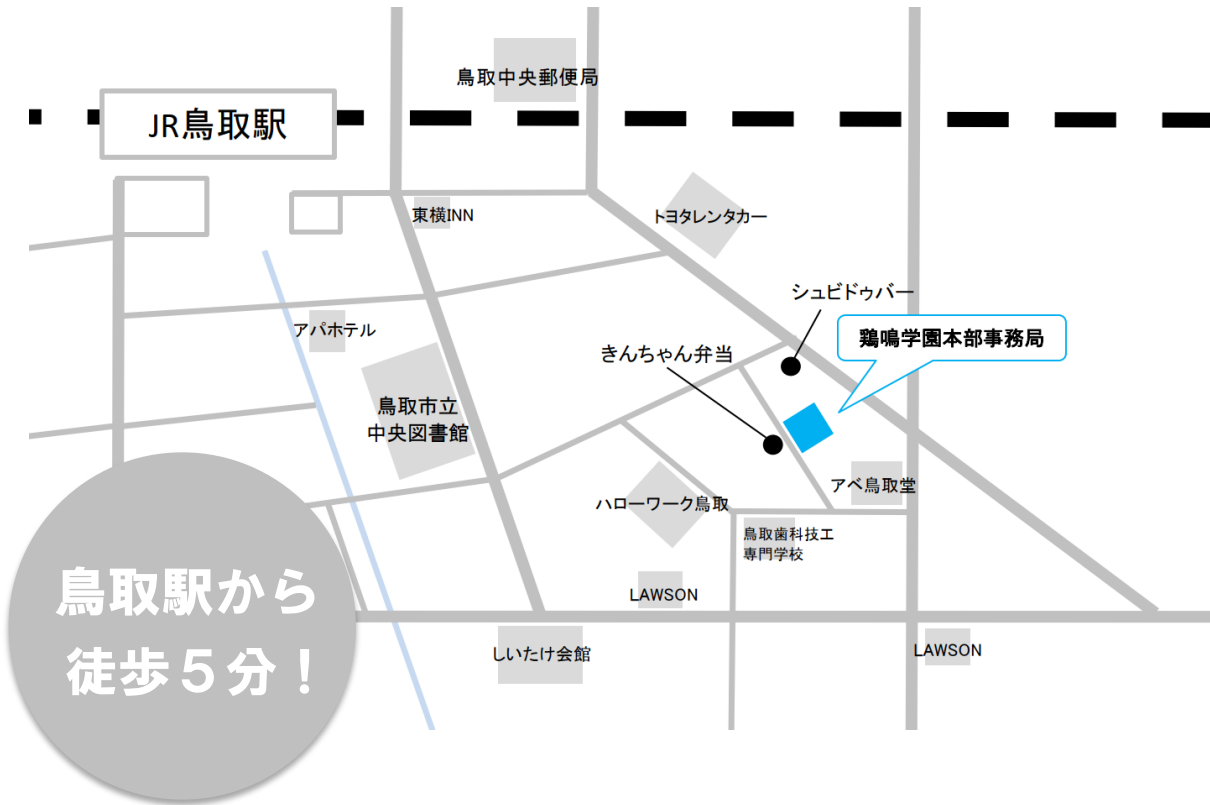 鳥取中央郵便局
JR鳥取駅
東横INN
トヨタレンタカー
シュビドゥバー
アパホテル
鶏鳴学園本部事務局
きんちゃん弁当
鳥取市立
中央図書館
アベ鳥取堂
ハローワーク鳥取
鳥取歯科技工
専門学校
鳥取駅から
徒歩5分！
LAWSON
しいたけ会館
LAWSON